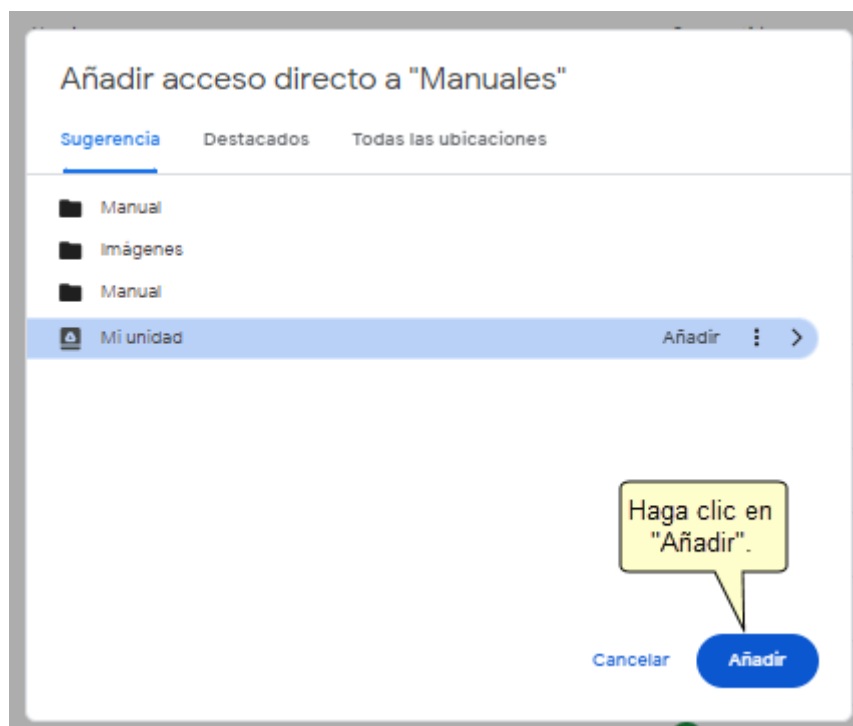 Añadir acceso directo a "Manuales"
Sugerencia Destacados Todas las ubicaciones
Manual
Imágenes
Manual
Mi unidad Añadir
Haga clic en
"Añadir".
Cancelar Añadir